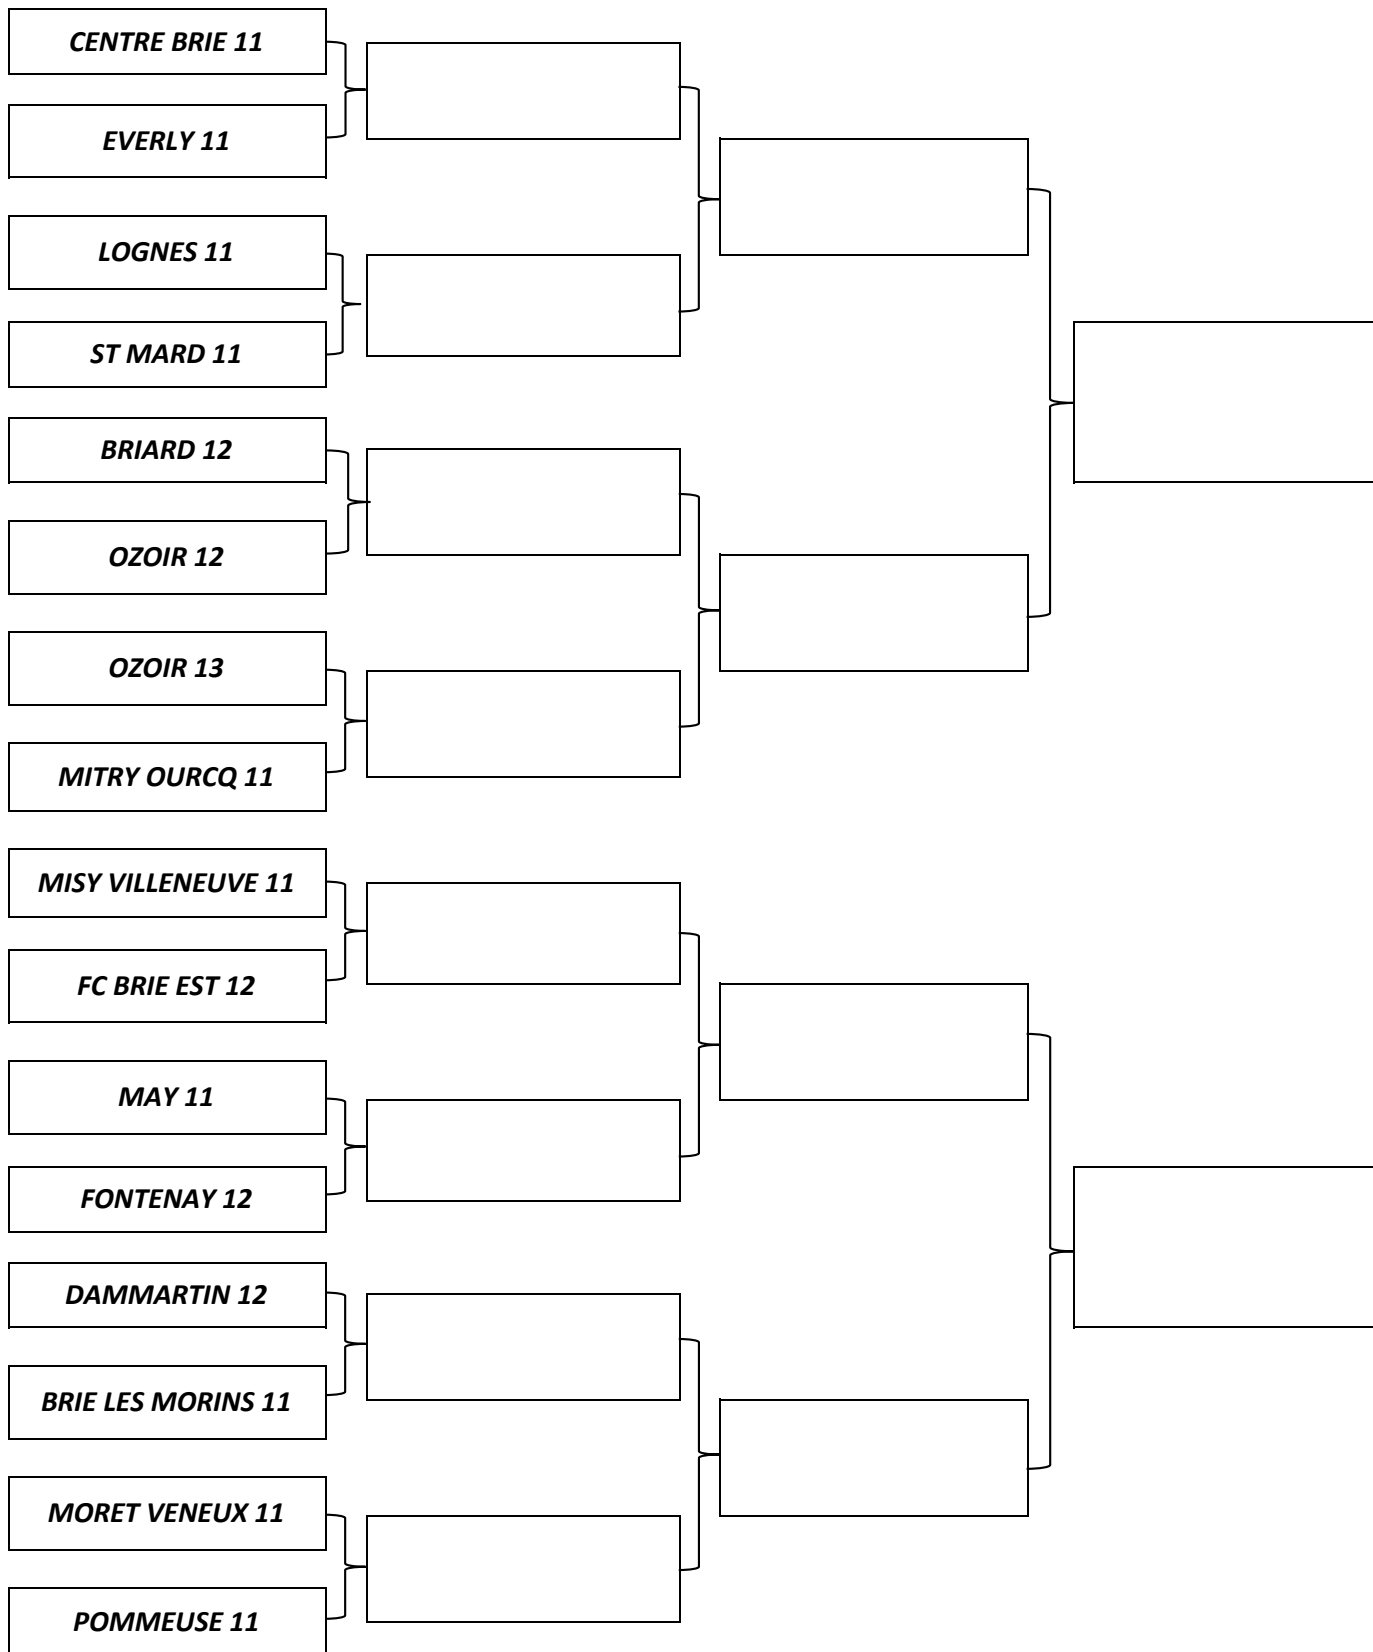 CENTRE BRIE 11
EVERLY 11
LOGNES 11
ST MARD 11
BRIARD 12
OZOIR 12
OZOIR 13
MITRY OURCQ 11
MISY VILLENEUVE 11
FC BRIE EST 12
MAY 11
FONTENAY 12
DAMMARTIN 12
BRIE LES MORINS 11
MORET VENEUX 11
POMMEUSE 11